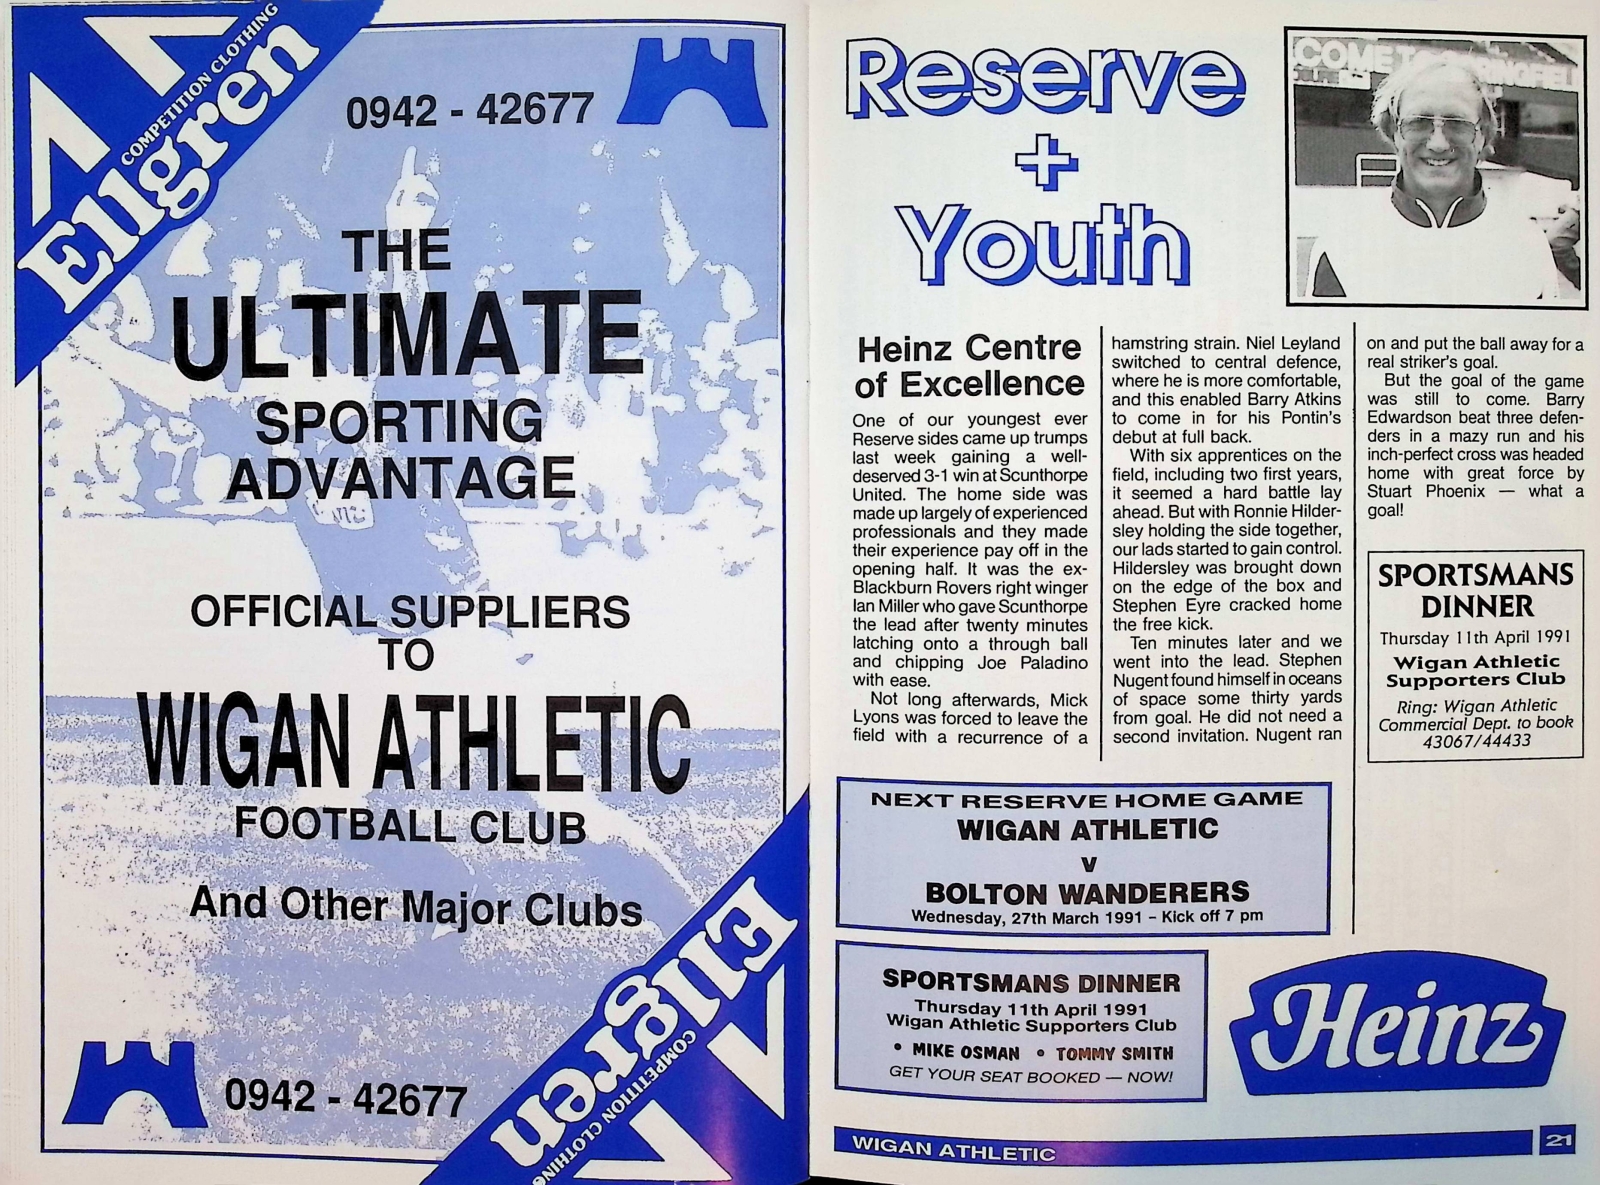 COMPETITION CLOTHING
Ellgren
0942 - 42677
THE
ULTIMATE
SPORTING
ADVANTAGE
OFFICIAL SUPPLIERS
TO
WIGAN ATHLETIC
FOOTBALL CLUB
And Other Major Clubs
0942 - 42677
Ellgren
COMPETITION CLOTHING
Reserve
+
Youth
COME TO SPRINGFIEL
Heinz Centre
of Excellence
One of our youngest ever
Reserve sides came up trumps
last week gaining a well-
deserved 3-1 win at Scunthorpe
United. The home side was
made up largely of experienced
professionals and they made
their experience pay off in the
opening half. It was the ex-
Blackburn Rovers right winger
Ian Miller who gave Scunthorpe
the lead after twenty minutes
latching onto a through ball
and chipping Joe Paladino
with ease.
Not long afterwards, Mick
Lyons was forced to leave the
field with a recurrence of a
hamstring strain. Niel Leyland
switched to central defence,
where he is more comfortable,
and this enabled Barry Atkins
to come in for his Pontin's
debut at full back.
With six apprentices on the
field, including two first years,
it seemed a hard battle lay
ahead. But with Ronnie Hilder-
sley holding the side together,
our lads started to gain control.
Hildersley was brought down
on the edge of the box and
Stephen Eyre cracked home
the free kick.
Ten minutes later and we
went into the lead. Stephen
Nugent found himself in oceans
of space some thirty yards
from goal. He did not need a
second invitation. Nugent ran
on and put the ball away for a
real striker's goal.
But the goal of the game
was still to come. Barry
Edwardson beat three defen-
ders in a mazy run and his
inch-perfect cross was headed
home with great force by
Stuart Phoenix — what a
goal!
SPORTSMANS
DINNER
Thursday 11th April 1991
Wigan Athletic
Supporters Club
Ring: Wigan Athletic
Commercial Dept. to book
43067/44433
NEXT RESERVE HOME GAME
WIGAN ATHLETIC
v
BOLTON WANDERERS
Wednesday, 27th March 1991 – Kick off 7 pm
SPORTSMANS DINNER
Thursday 11th April 1991
Wigan Athletic Supporters Club
• MIKE OSMAN • TOMMY SMITH
GET YOUR SEAT BOOKED — NOW!
Heinz
WIGAN ATHLETIC
21